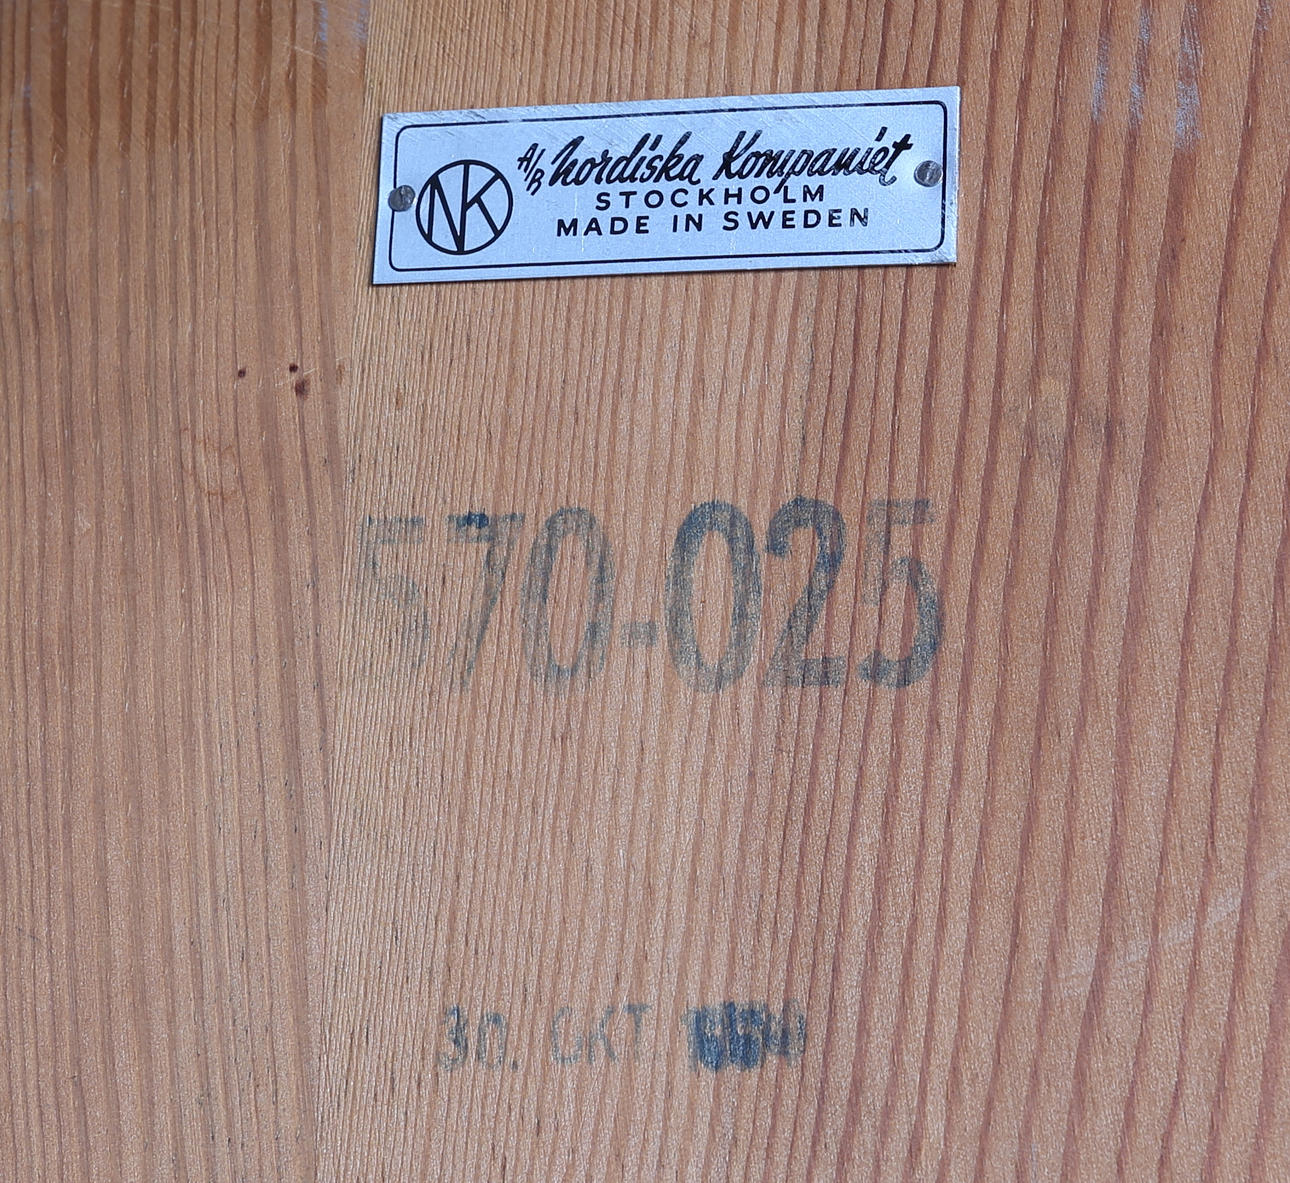 NK
A/B Nordiska Kompaniet
STOCKHOLM
MADE IN SWEDEN
570-025
30. OKT